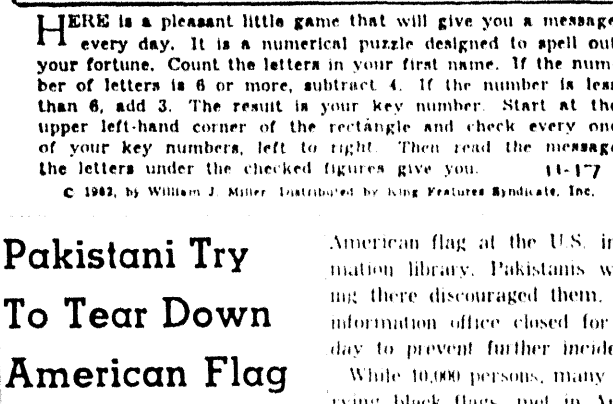 HERE is a pleasant little game that will give you a message
every day. It is a numerical puzzle designed to spell out
your fortune. Count the letters in your first name. If the num-
ber of letters is 6 or more, subtract 4. If the number is less
than 6, add 3. The result is your key number. Start at the
upper left-hand corner of the rectangle and check every one
of your key numbers, left to right. Then read the message
the letters under the checked figures give you. 11-17
© 1962, by William J. Miller Distributed by King Features Syndicate, Inc.
Pakistani Try
To Tear Down
American Flag
American flag at the U.S. in
mation library. Pakistanis w
ing there discouraged them.
information office closed for
day to prevent further incide
While 10,000 persons, many
rying black flags, met in